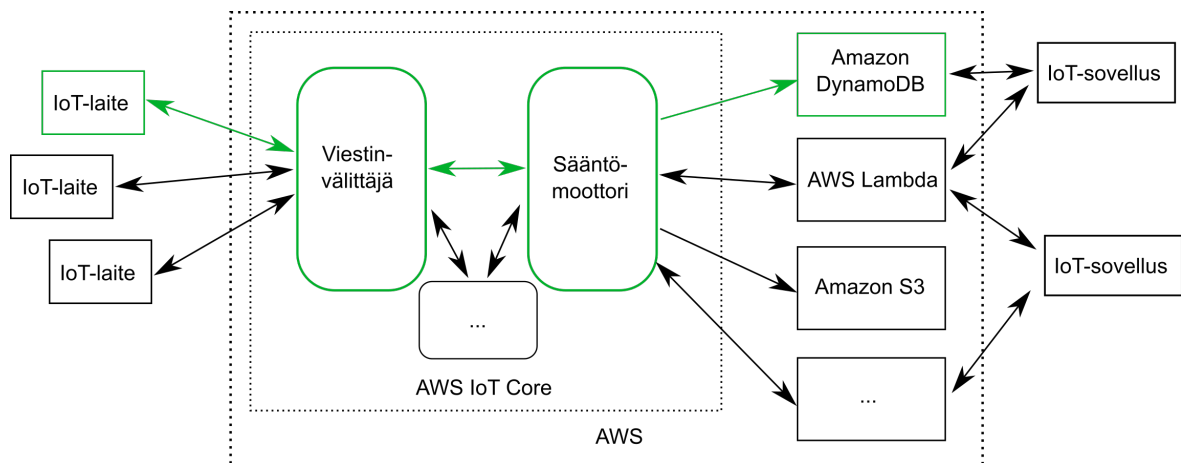 IoT-laite
IoT-laite
IoT-laite
Viestin-
välittäjä
Sääntö-
moottori
...
AWS IoT Core
AWS
Amazon
DynamoDB
AWS Lambda
Amazon S3
...
IoT-sovellus
IoT-sovellus